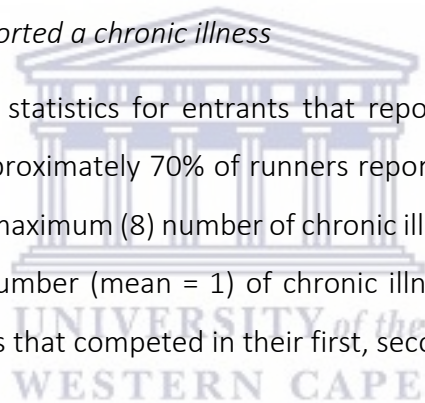 orted a chronic illness
statistics for entrants that repo
proximately 70% of runners repor
maximum (8) number of chronic ill
umber (mean = 1) of chronic illn
UNIVERSITY of the
s that competed in their first, seco
WESTERN CAPE